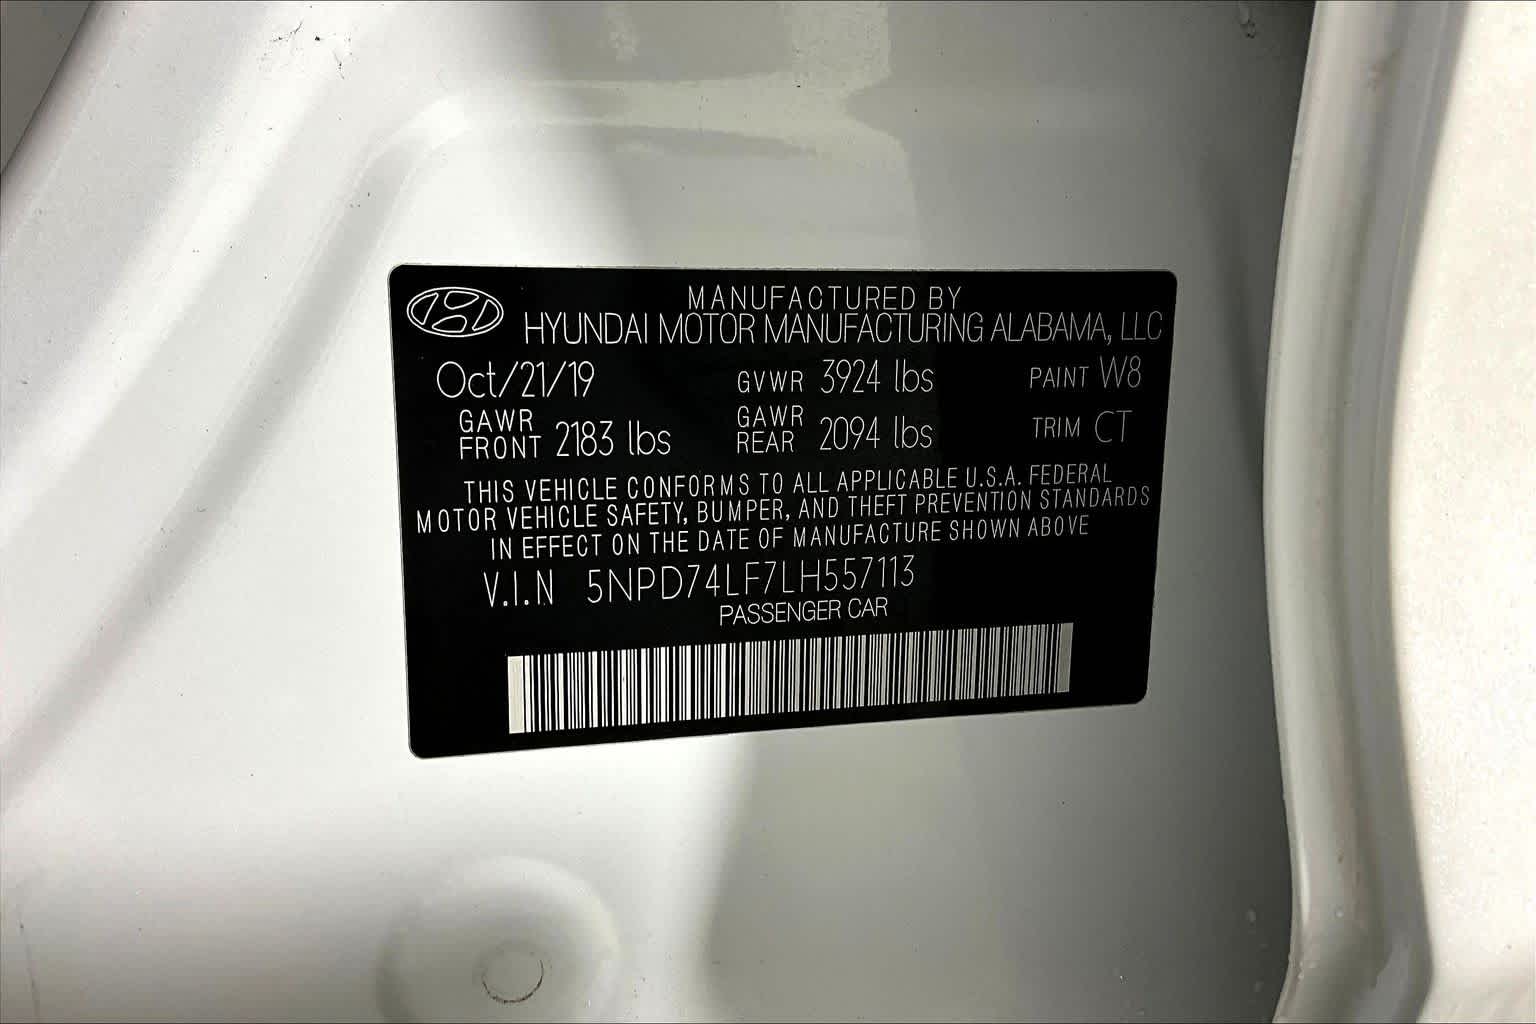 MANUFACTURED BY
HYUNDAI MOTOR MANUFACTURING ALABAMA, LLC
Oct/21/19 GVWR 3924 lbs PAINT W8
GAWR FRONT 2183 lbs GAWR REAR 2094 lbs TRIM CT
THIS VEHICLE CONFORMS TO ALL APPLICABLE U.S.A. FEDERAL
MOTOR VEHICLE SAFETY, BUMPER, AND THEFT PREVENTION STANDARDS
IN EFFECT ON THE DATE OF MANUFACTURE SHOWN ABOVE
V.I.N 5NPD74LF7LH557113
PASSENGER CAR